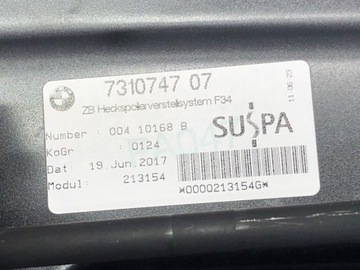 7310747 07
ZB Heckspoilerverstellsystem F34
Number : 004 10168 B
KoGr : 0124
Dat: 19.Jun.2017
Modul: 213154
SUSPA
*0000213154G*
11:06:23